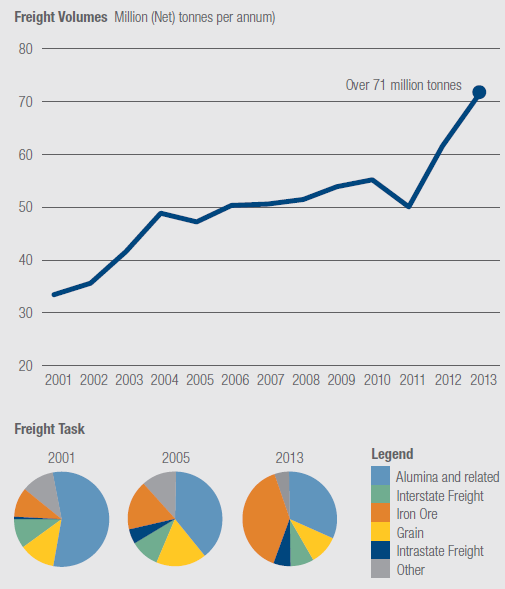 Freight Volumes Million (Net) tonnes per annum)
80
Over 71 million tonnes
70
60
50
40
30
20
2001 2002 2003 2004 2005 2006 2007 2008 2009 2010 2011 2012 2013
Freight Task
2001 2005 2013
Legend
Alumina and related
Interstate Freight
Iron Ore
Grain
Intrastate Freight
Other